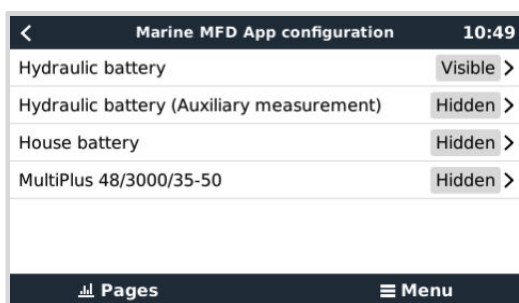 Marine MFD App configuration 10:49
Hydraulic battery Visible
Hydraulic battery (Auxiliary measurement) Hidden
House battery Hidden
MultiPlus 48/3000/35-50 Hidden
Pages Menu